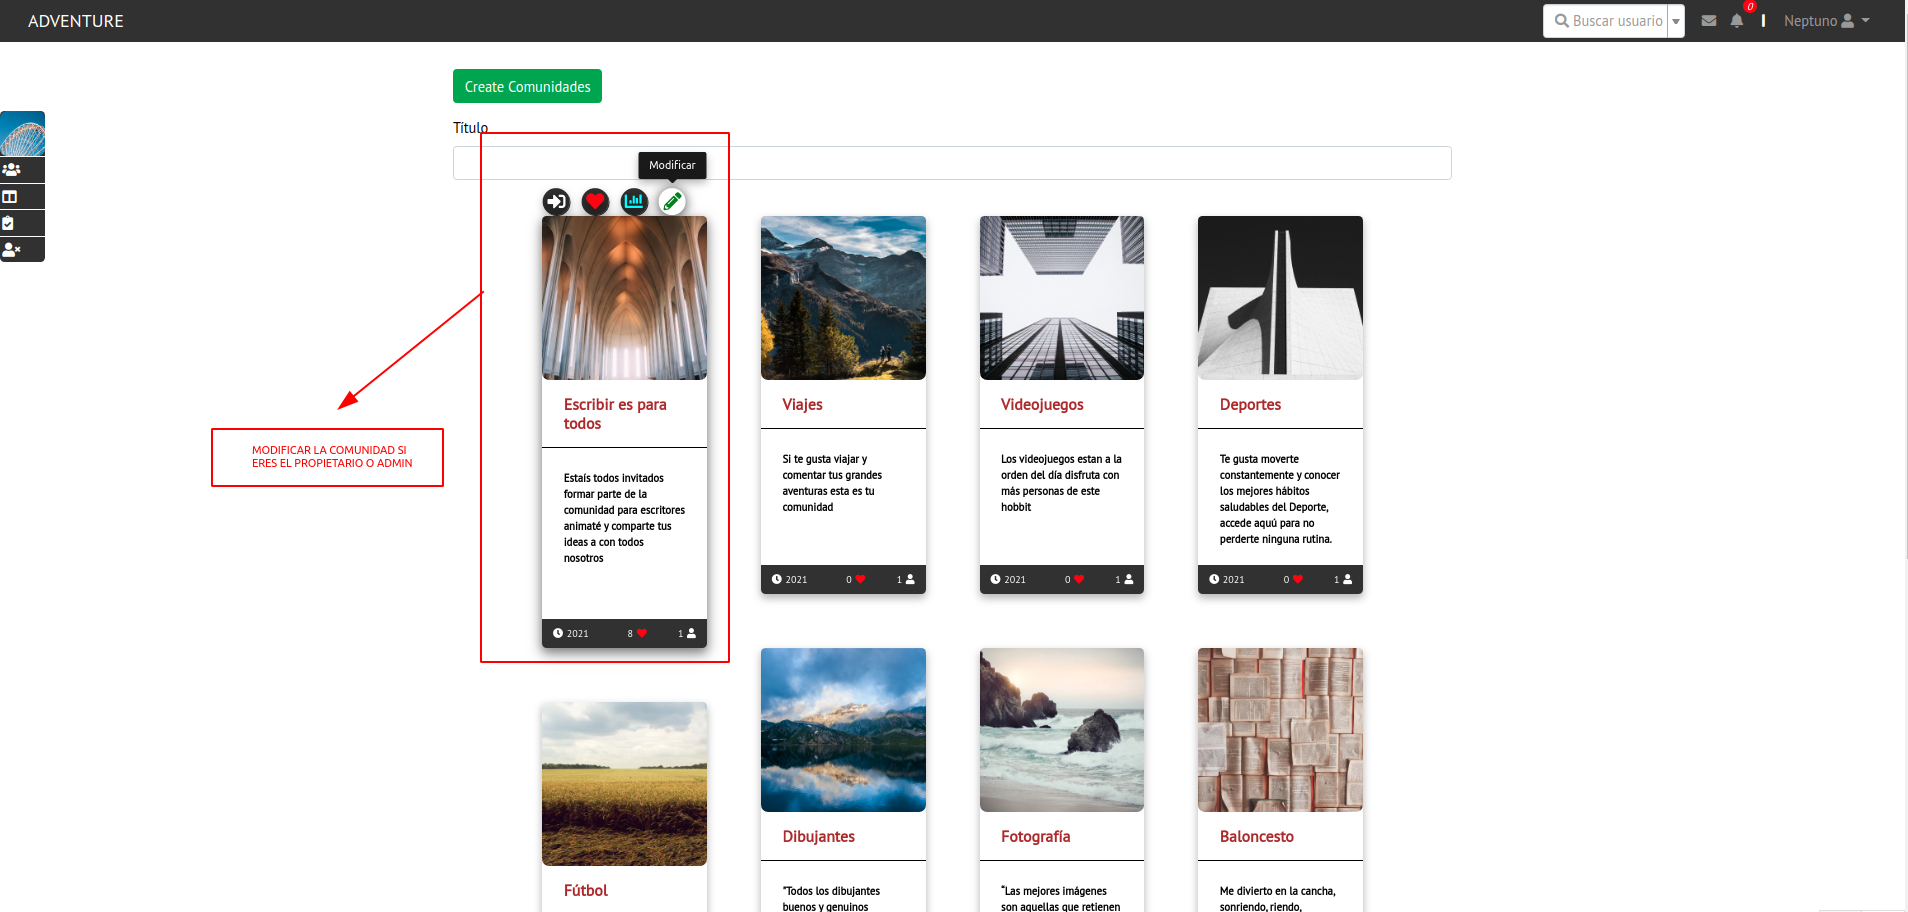 ADVENTURE
Buscar usuario
0
Neptuno
Create Comunidades
Título
Modificar
Escribir es para
todos
Estaís todos invitados
formar parte de la
comunidad para escritores
animaté y comparte tus
ideas a con todos
nosotros
2021 8 1
Viajes
Si te gusta viajar y
comentar tus grandes
aventuras esta es tu
comunidad
2021 0 1
Videojuegos
Los videojuegos estan a la
orden del día disfruta con
más personas de este
hobbit
2021 0 1
Deportes
Te gusta moverte
constantemente y conocer
los mejores hábitos
saludables del Deporte,
accede aquú para no
perderte ninguna rutina.
2021 0 1
MODIFICAR LA COMUNIDAD SI
ERES EL PROPIETARIO O ADMIN
Fútbol
Dibujantes
"Todos los dibujantes
buenos y genuinos
Fotografía
“Las mejores imágenes
son aquellas que retienen
Baloncesto
Me divierto en la cancha,
sonriendo, riendo,